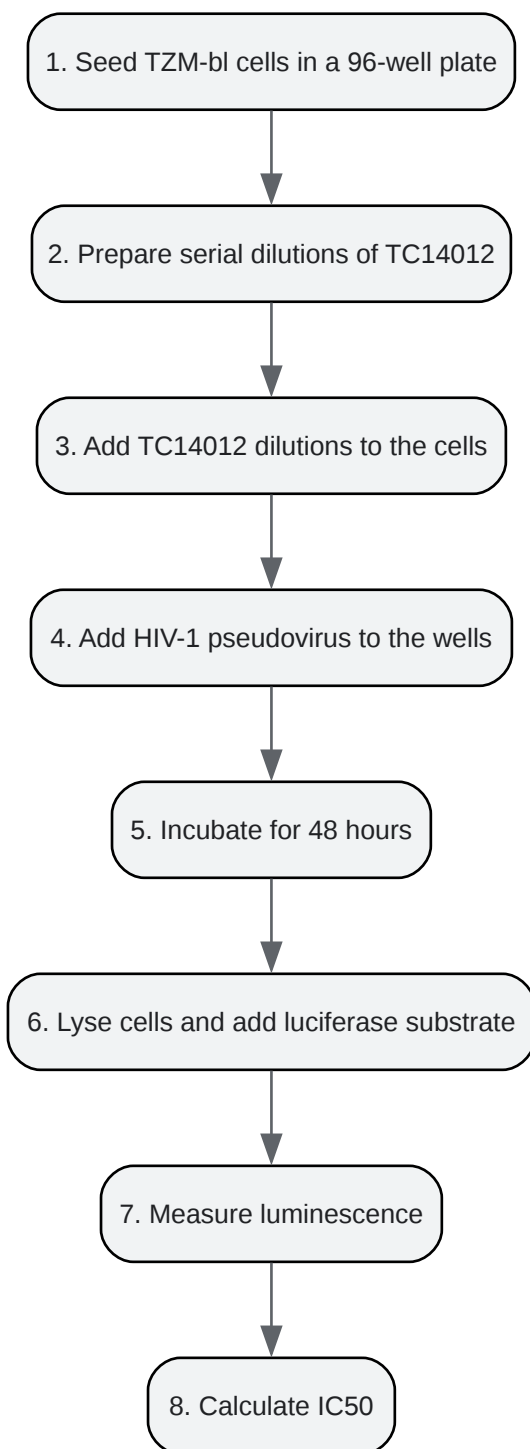 1. Seed TZM-bl cells in a 96-well plate
2. Prepare serial dilutions of TC14012
3. Add TC14012 dilutions to the cells
4. Add HIV-1 pseudovirus to the wells
5. Incubate for 48 hours
6. Lyse cells and add luciferase substrate
7. Measure luminescence
8. Calculate IC50